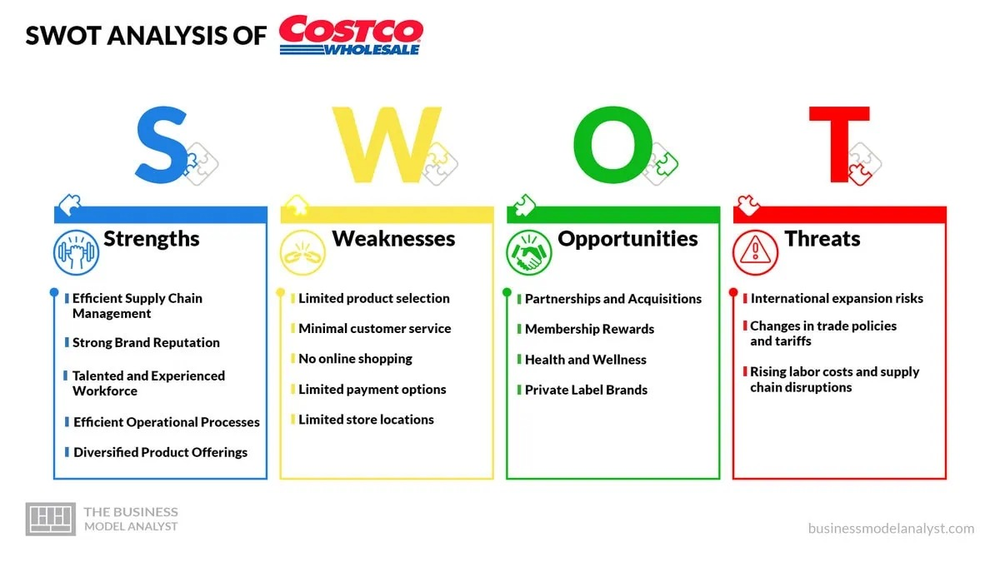 SWOT ANALYSIS OF COSTCO
WHOLESALE
S W O T
Strengths
Efficient Supply Chain
Management
Strong Brand Reputation
Talented and Experienced
Workforce
Efficient Operational Processes
Diversified Product Offerings
Weaknesses
Limited product selection
Minimal customer service
No online shopping
Limited payment options
Limited store locations
Opportunities
Partnerships and Acquisitions
Membership Rewards
Health and Wellness
Private Label Brands
Threats
International expansion risks
Changes in trade policies
and tariffs
Rising labor costs and supply
chain disruptions
THE BUSINESS
MODEL ANALYST
businessmodelanalyst.com